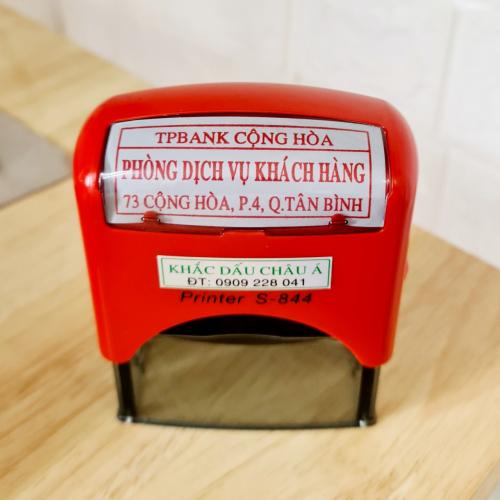 TPBANK CỘNG HÒA
PHÒNG DỊCH VỤ KHÁCH HÀNG
73 CỘNG HÒA, P.4, Q.TÂN BÌNH
KHẮC DẤU CHÂU Á
ĐT: 0909 228 041
Printer S-844